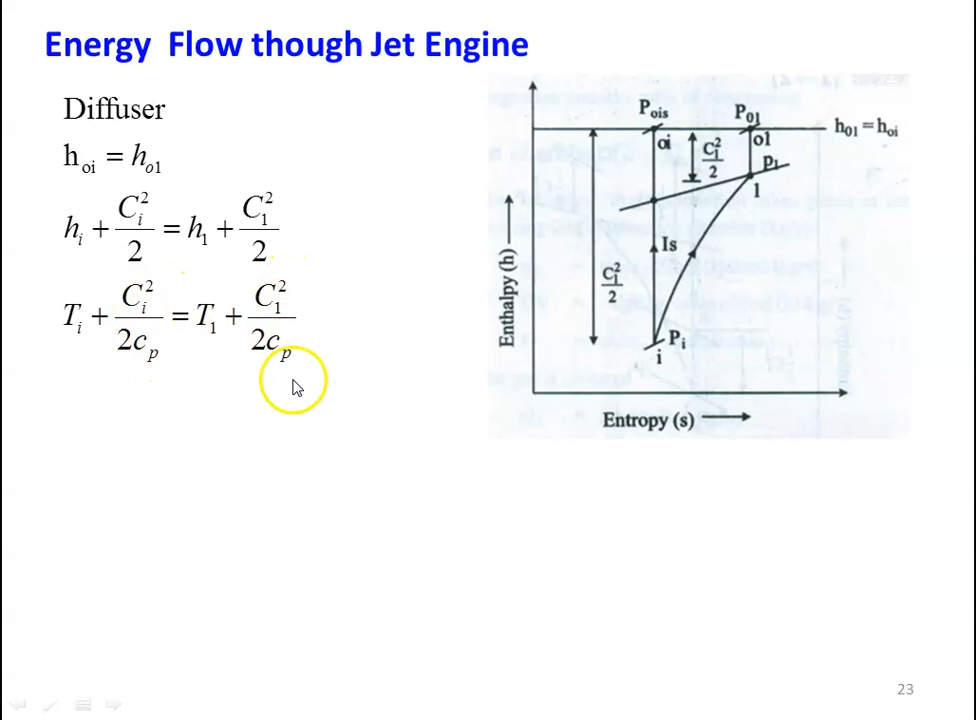 Energy Flow though Jet Engine
Diffuser
h_oi = h_o1
h_i + C_i^2/2 = h_1 + C_1^2/2
T_i + C_i^2/2c_p = T_1 + C_1^2/2c_p
P_ois
P_01
h_01 = h_oi
oi
C_1^2/2
o1
P_1
1
Is
C_1^2/2
P_i
i
Enthalpy (h)
Entropy (s)
23